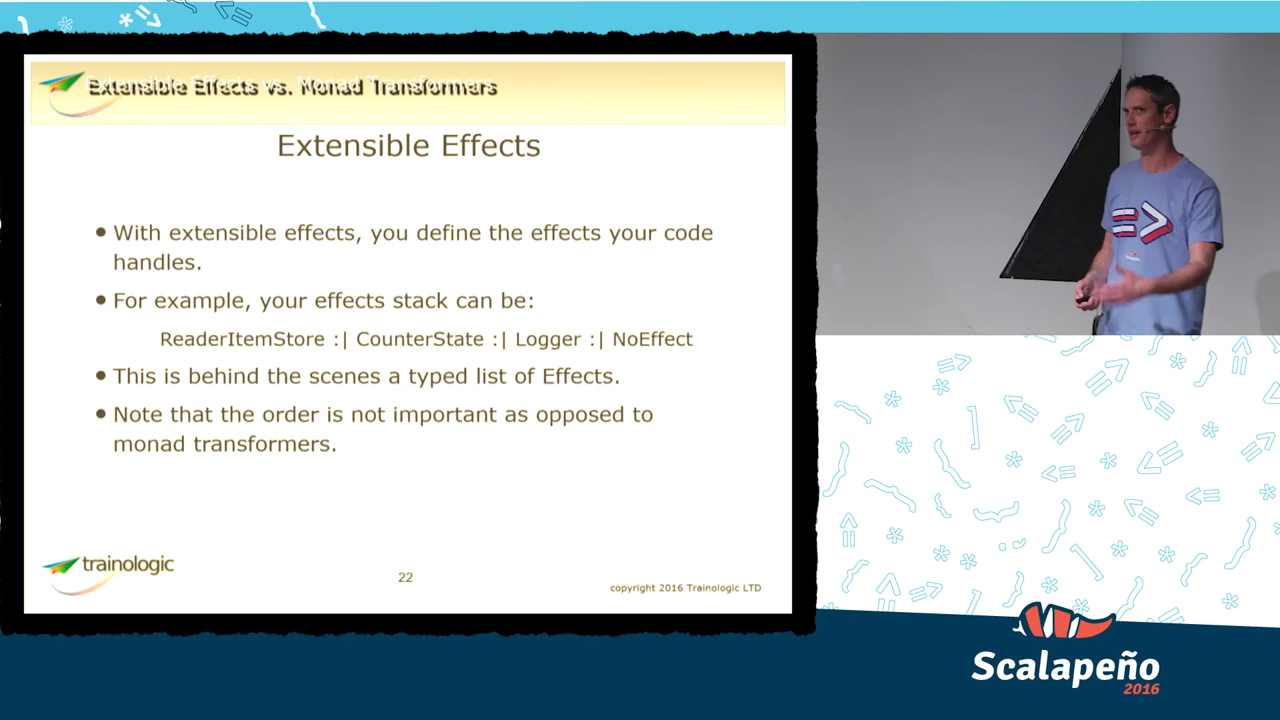 Extensible Effects vs. Monad Transformers
Extensible Effects
• With extensible effects, you define the effects your code
handles.
• For example, your effects stack can be:
ReaderItemStore :| CounterState :| Logger :| NoEffect
• This is behind the scenes a typed list of Effects.
• Note that the order is not important as opposed to
monad transformers.
trainologic
22
copyright 2016 Trainologic LTD
=>
Scalapeño
2016